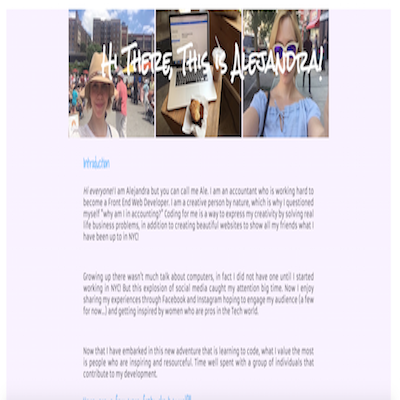 Hi There, This is Alejandra!
Introduction
Hi everyone! I am Alejandra but you can call me Ale. I am an accountant who is working hard to
become a Front End Web Developer. I am a creative person by nature, which is why I questioned
myself "why am I in accounting?" Coding for me is a way to express my creativity by solving real
life business problems, in addition to creating beautiful websites to show all my friends what I
have been up to in NYC!
Growing up there wasn't much talk about computers, in fact I did not have one until I started
working in NYC! But this explosion of social media caught my attention big time. Now I enjoy
sharing my experiences through Facebook and Instagram hoping to engage my audience (a few
for now...) and getting inspired by women who are pros in the Tech world.
Now that I have embarked in this new adventure that is learning to code, what I value the most
is people who are inspiring and resourceful. Time well spent with a group of individuals that
contribute to my development.